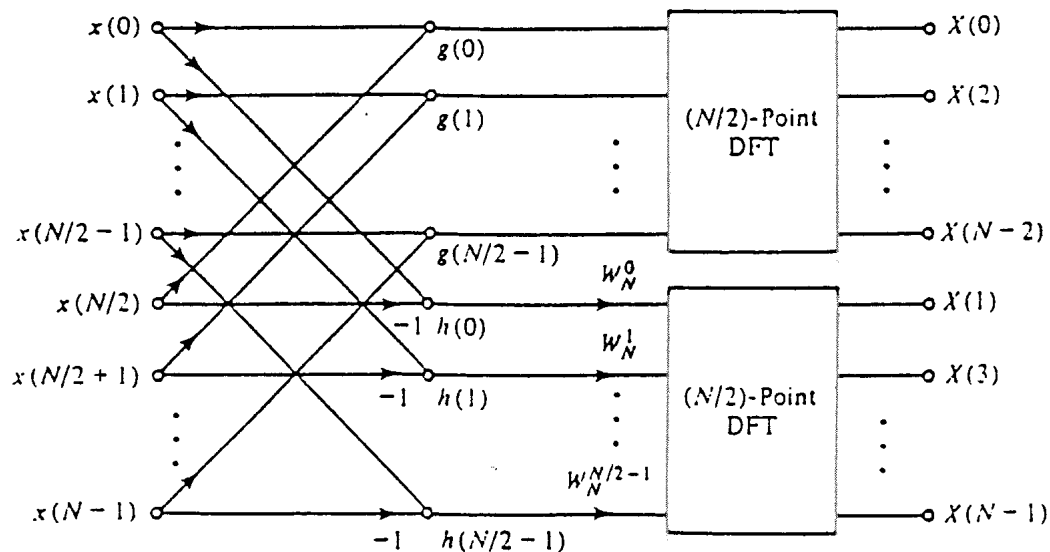 x(0)
g(0)
X(0)
x(1)
g(1)
(N/2)-Point
DFT
X(2)
x(N/2 − 1)
g(N/2 − 1)
X(N − 2)
x(N/2)
−1 h(0)
W_N^0
X(1)
x(N/2 + 1)
−1 h(1)
W_N^1
(N/2)-Point
DFT
X(3)
x(N − 1)
−1 h(N/2 − 1)
W_N^{N/2−1}
X(N − 1)